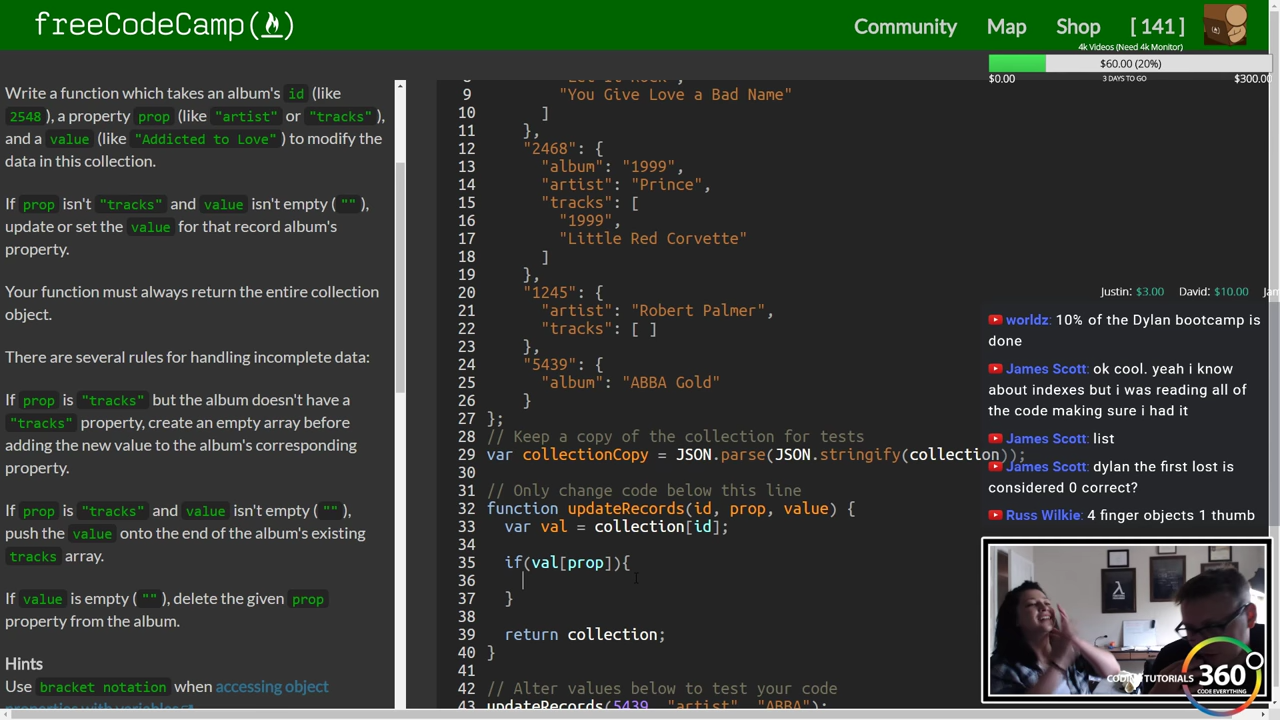 freeCodeCamp(🔥)
Community Map Shop [ 141 ]
4k Videos (Need 4k Monitor)
$60.00 (20%)
$0.00 3 DAYS TO GO $300.00
Write a function which takes an album's id (like
2548 ), a property prop (like "artist" or "tracks" ),
and a value (like "Addicted to Love" ) to modify the
data in this collection.
If prop isn't "tracks" and value isn't empty ( "" ),
update or set the value for that record album's
property.
Your function must always return the entire collection
object.
There are several rules for handling incomplete data:
If prop is "tracks" but the album doesn't have a
"tracks" property, create an empty array before
adding the new value to the album's corresponding
property.
If prop is "tracks" and value isn't empty ( "" ),
push the value onto the end of the album's existing
tracks array.
If value is empty ( "" ), delete the given prop
property from the album.
Hints
Use bracket notation when accessing object
properties with variables
8 "Let It Rock",
9 "You Give Love a Bad Name"
10 ]
11 },
12 "2468": {
13 "album": "1999",
14 "artist": "Prince",
15 "tracks": [
16 "1999",
17 "Little Red Corvette"
18 ]
19 },
20 "1245": {
21 "artist": "Robert Palmer",
22 "tracks": [ ]
23 },
24 "5439": {
25 "album": "ABBA Gold"
26 }
27 };
28 // Keep a copy of the collection for tests
29 var collectionCopy = JSON.parse(JSON.stringify(collection));
30
31 // Only change code below this line
32 function updateRecords(id, prop, value) {
33 var val = collection[id];
34
35 if(val[prop]){
36
37 }
38
39 return collection;
40 }
41
42 // Alter values below to test your code
43 updateRecords(5439, "artist", "ABBA");
Justin: $3.00 David: $10.00 Ja
worldz: 10% of the Dylan bootcamp is
done
James Scott: ok cool. yeah i know
about indexes but i was reading all of
the code making sure i had it
James Scott: list
James Scott: dylan the first lost is
considered 0 correct?
Russ Wilkie: 4 finger objects 1 thumb
CODING TUTORIALS 360°
CODE EVERYTHING